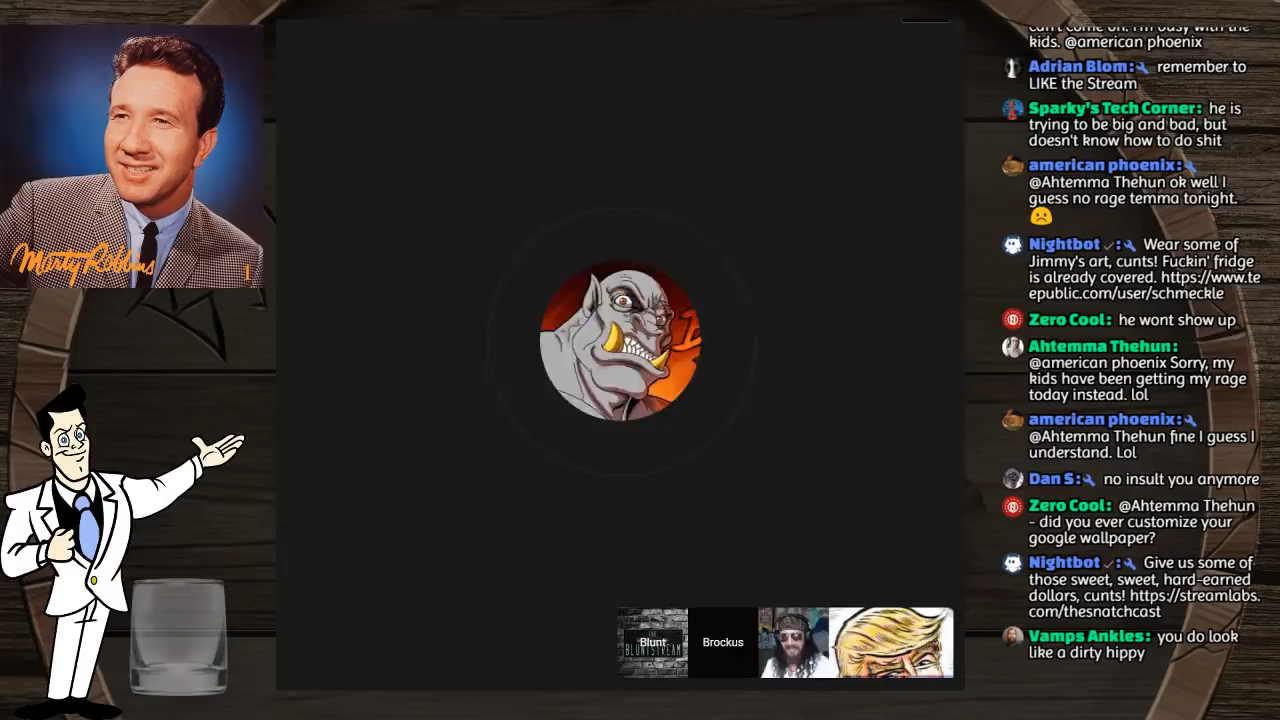 Marty Robbins
1
THE
Blunt
BLUNTSTREAM
Brockus
kids. @american phoenix
Adrian Blom: remember to
LIKE the Stream
Sparky's Tech Corner: he is
trying to be big and bad, but
doesn't know how to do shit
american phoenix:
@Ahtemma Thehun ok well I
guess no rage temma tonight.
Nightbot ✓: Wear some of
Jimmy's art, cunts! Fuckin' fridge
is already covered. https://www.te
epublic.com/user/schmeckle
Zero Cool: he wont show up
Ahtemma Thehun:
@american phoenix Sorry, my
kids have been getting my rage
today instead. lol
american phoenix:
@Ahtemma Thehun fine I guess I
understand. Lol
Dan S: no insult you anymore
Zero Cool: @Ahtemma Thehun
- did you ever customize your
google wallpaper?
Nightbot ✓: Give us some of
those sweet, sweet, hard-earned
dollars, cunts! https://streamlabs.
com/thesnatchcast
Vamps Ankles: you do look
like a dirty hippy